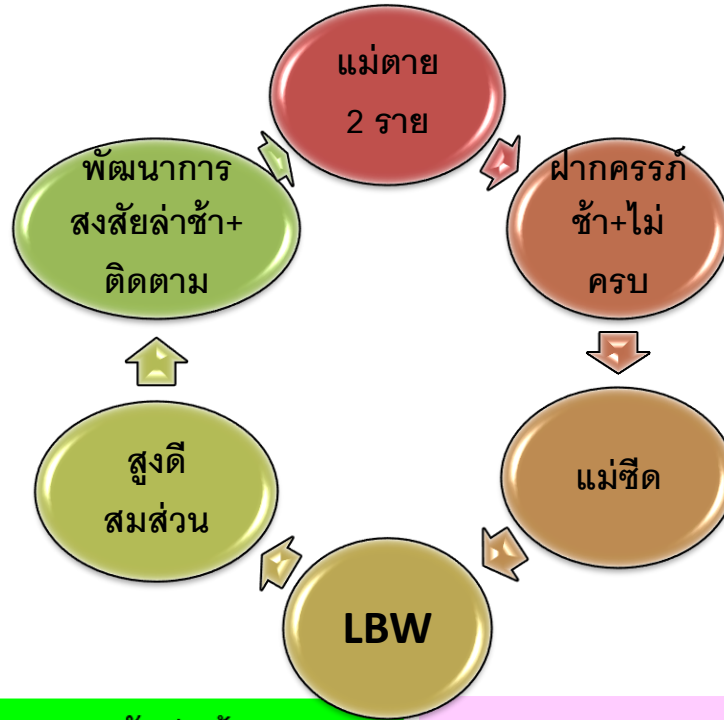 แม่ตาย
2 ราย
ฝากครรภ์
ช้า+ไม่
ครบ
แม่ซีด
LBW
สูงดี
สมส่วน
พัฒนาการ
สงสัยล่าช้า+
ติดตาม